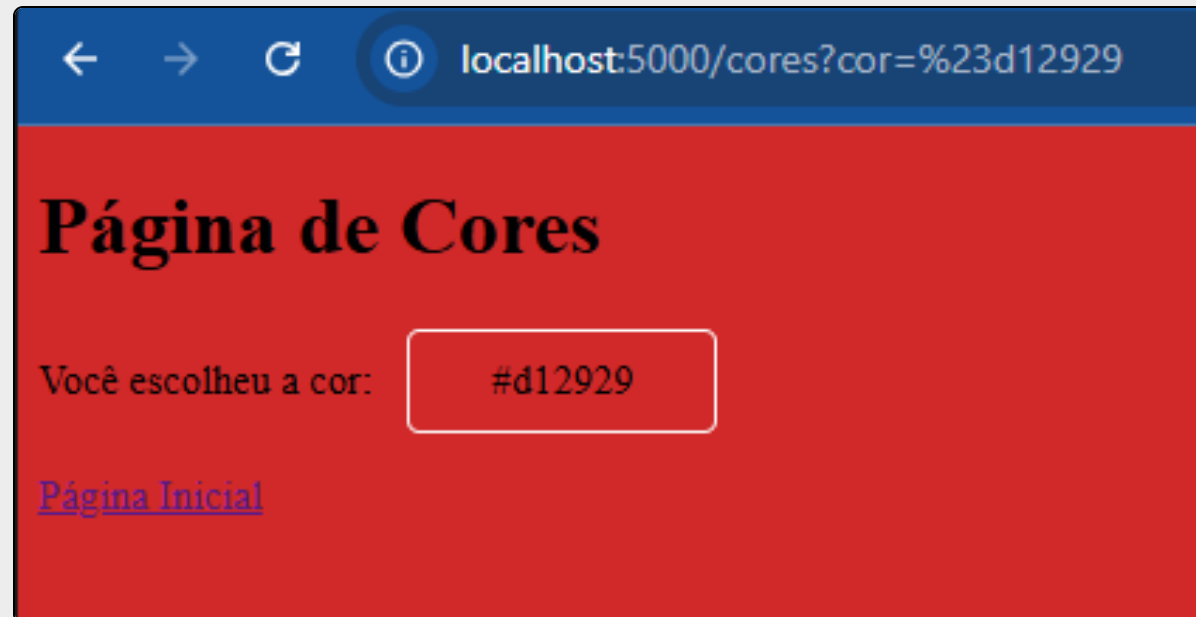 localhost:5000/cores?cor=%23d12929
Página de Cores
Você escolheu a cor: #d12929
Página Inicial